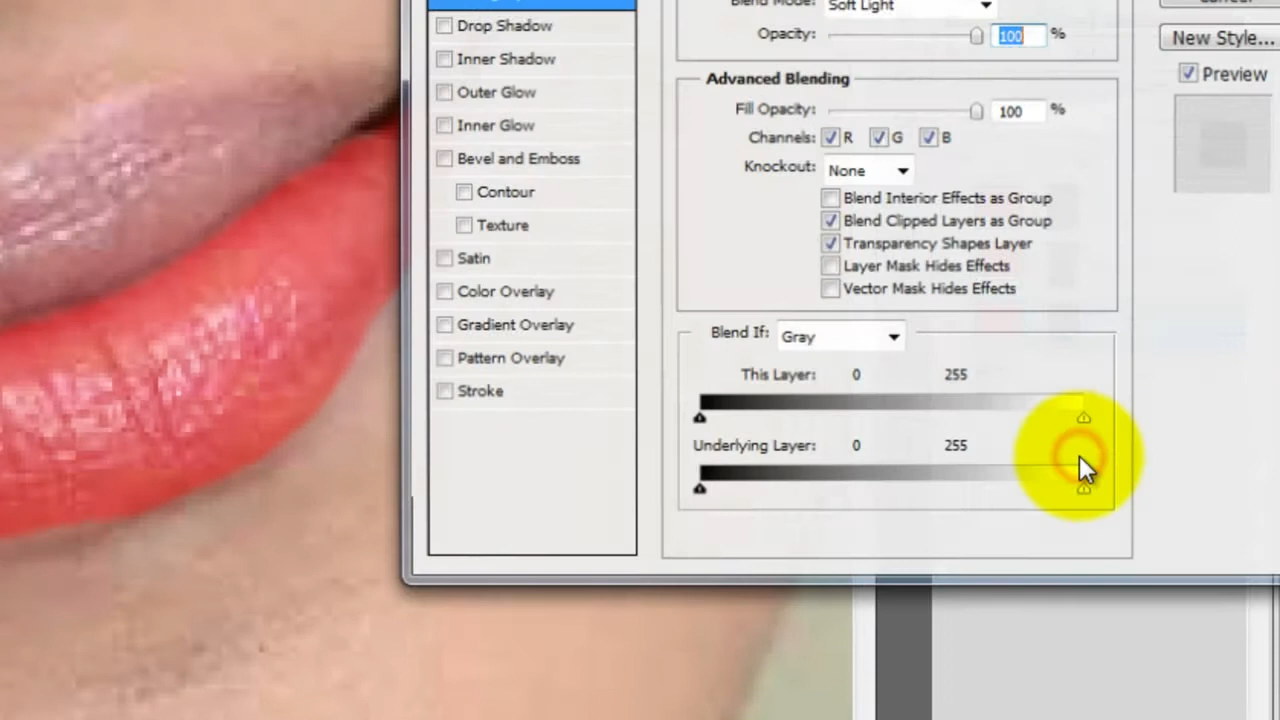 Blend Mode: Soft Light
Cancel
Drop Shadow
Opacity: 100 %
New Style...
Inner Shadow
Preview
Advanced Blending
Outer Glow
Fill Opacity: 100 %
Inner Glow
Channels: R G B
Bevel and Emboss
Knockout: None
Contour
Blend Interior Effects as Group
Texture
Blend Clipped Layers as Group
Transparency Shapes Layer
Satin
Layer Mask Hides Effects
Color Overlay
Vector Mask Hides Effects
Gradient Overlay
Blend If: Gray
Pattern Overlay
This Layer: 0 255
Stroke
Underlying Layer: 0 255